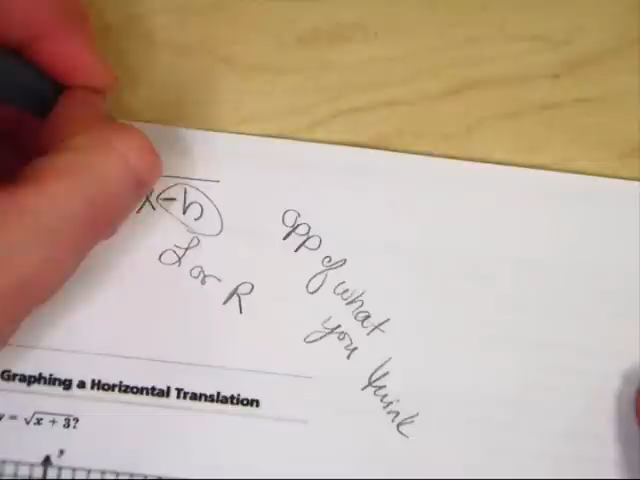 x-h
L or R
opp of what
you think
Graphing a Horizontal Translation
y = √x + 3?
y